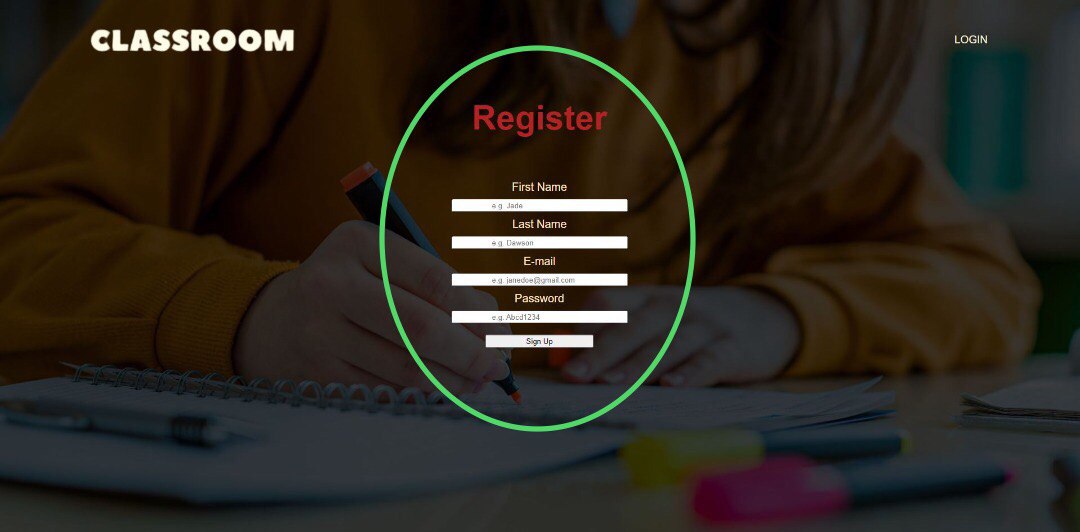 CLASSROOM
LOGIN
Register
First Name
e.g. Jade
Last Name
e.g. Dawson
E-mail
e.g. janedoe@gmail.com
Password
e.g. Abcd1234
Sign Up